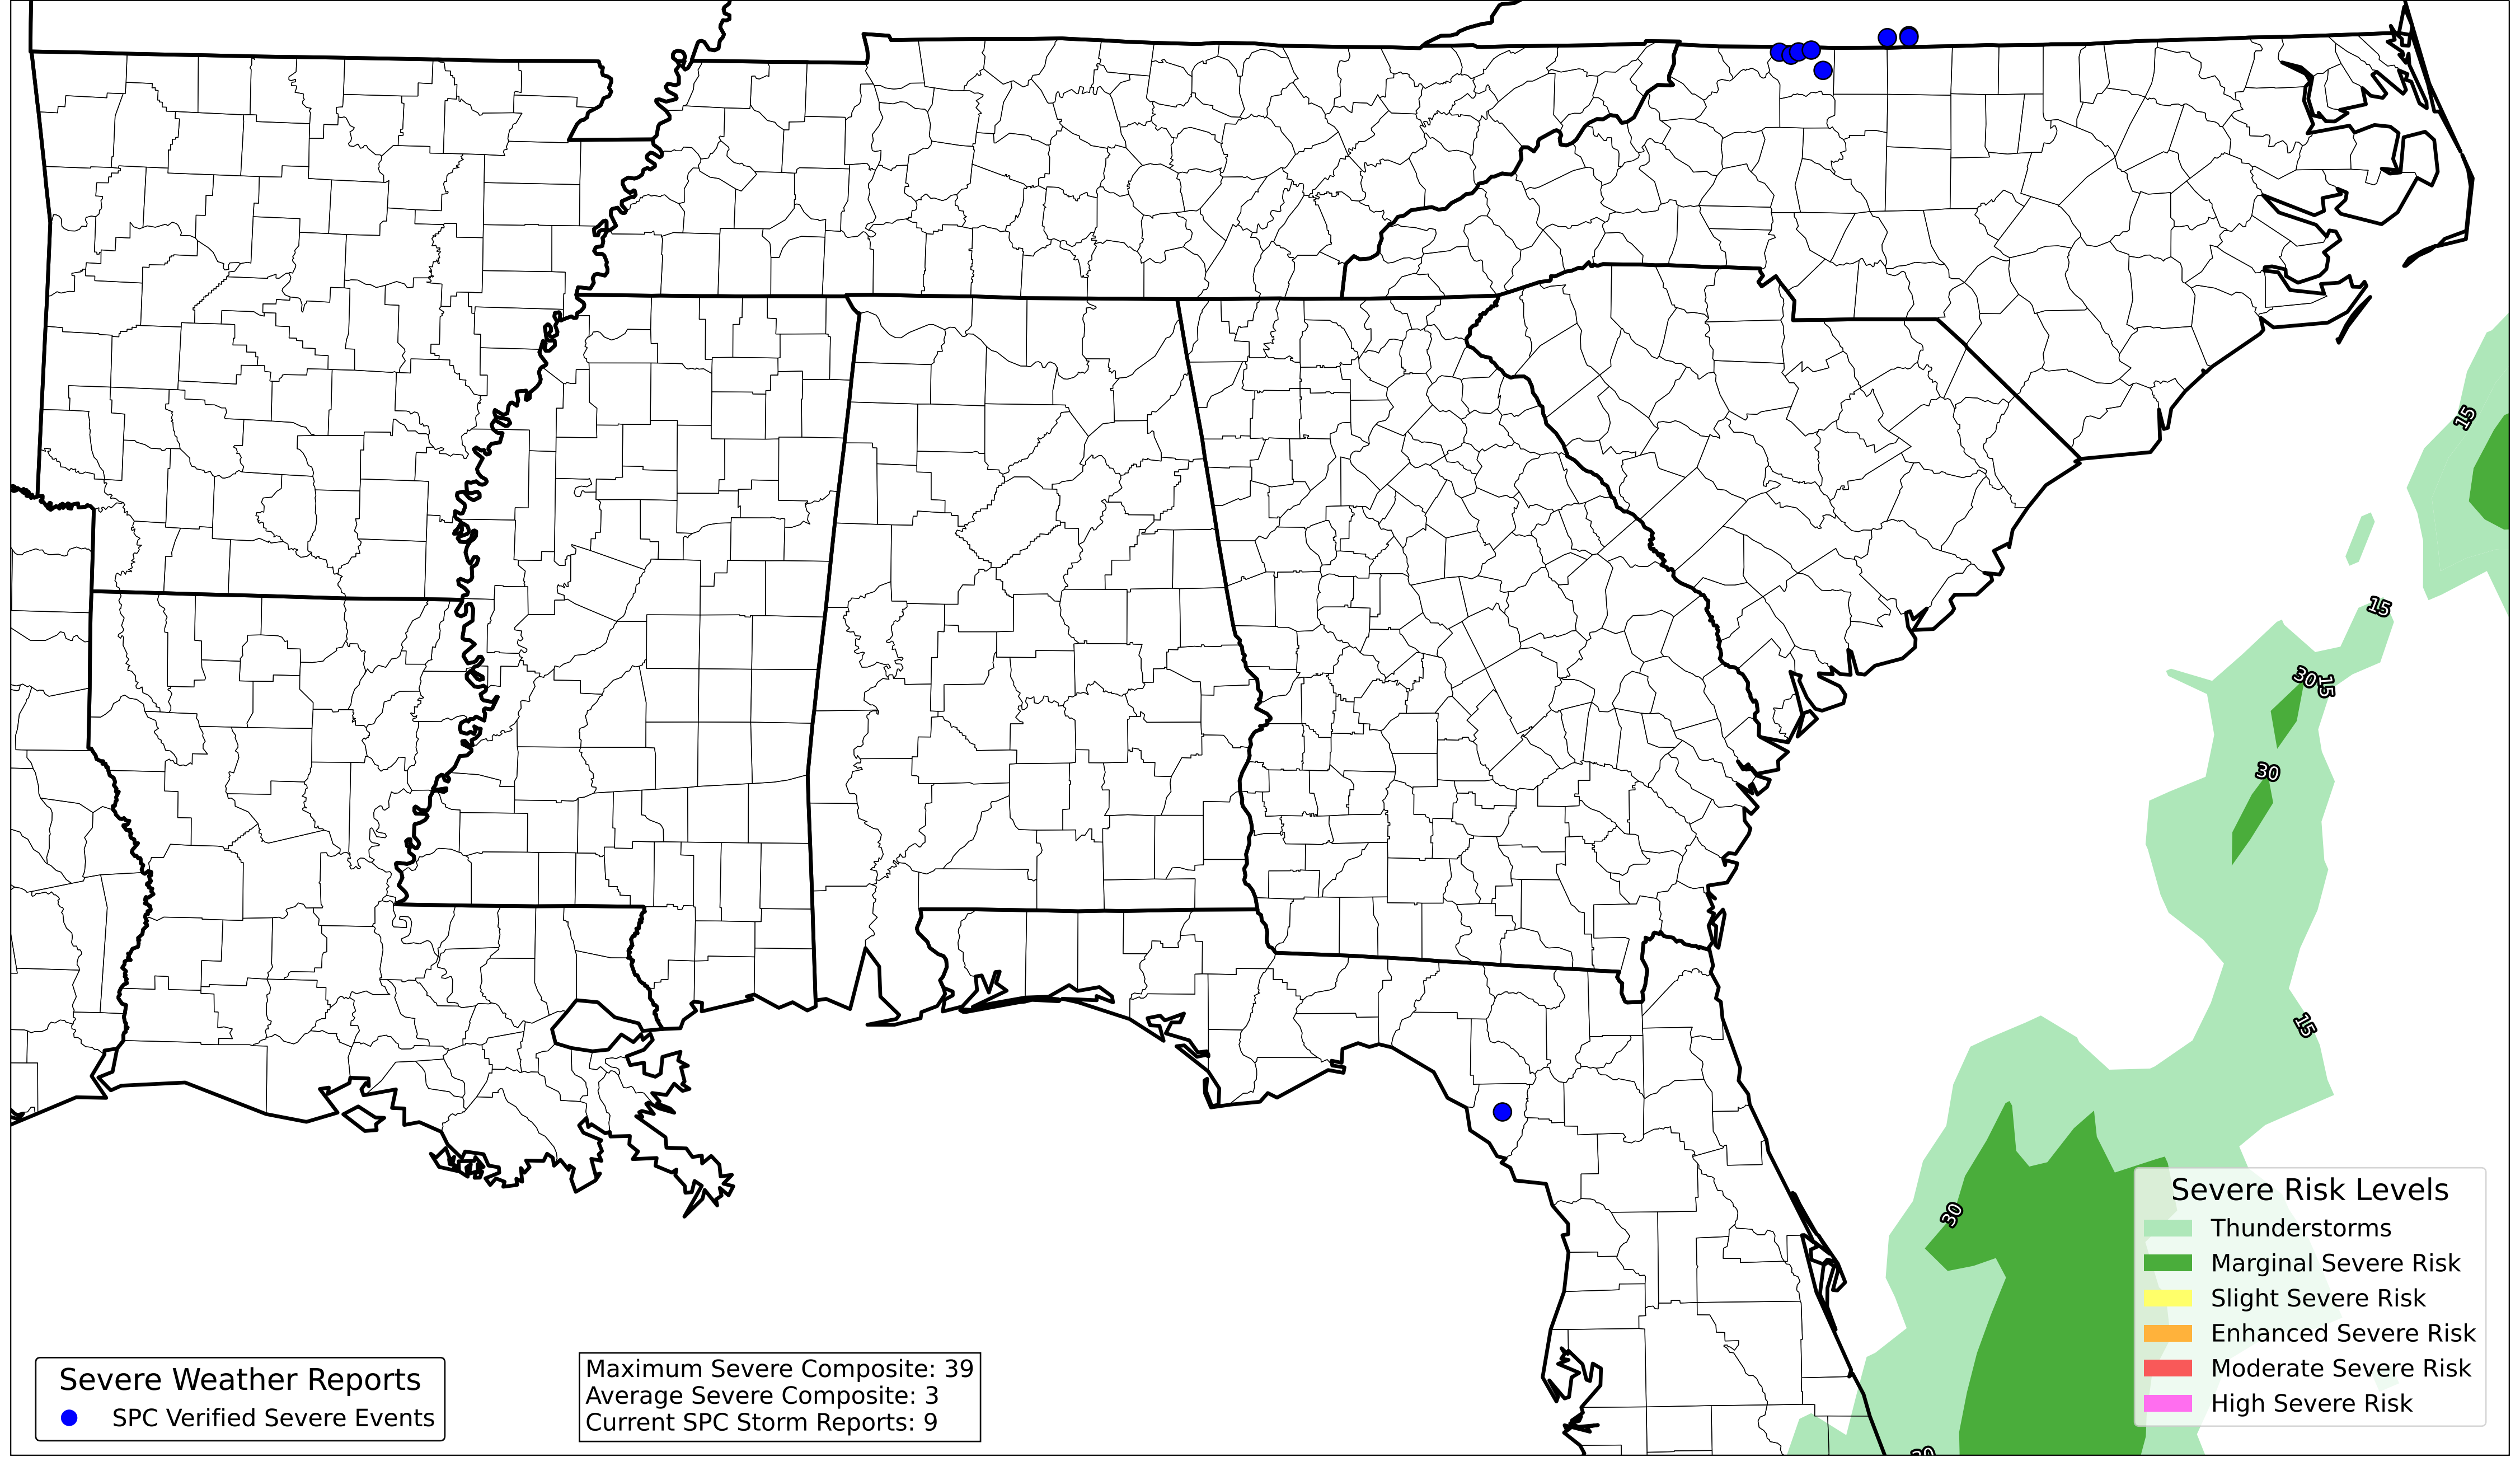 15
15
30
15
30
15
30
Severe Risk Levels
Thunderstorms
Marginal Severe Risk
Slight Severe Risk
Enhanced Severe Risk
Moderate Severe Risk
High Severe Risk
Severe Weather Reports
SPC Verified Severe Events
Maximum Severe Composite: 39
Average Severe Composite: 3
Current SPC Storm Reports: 9